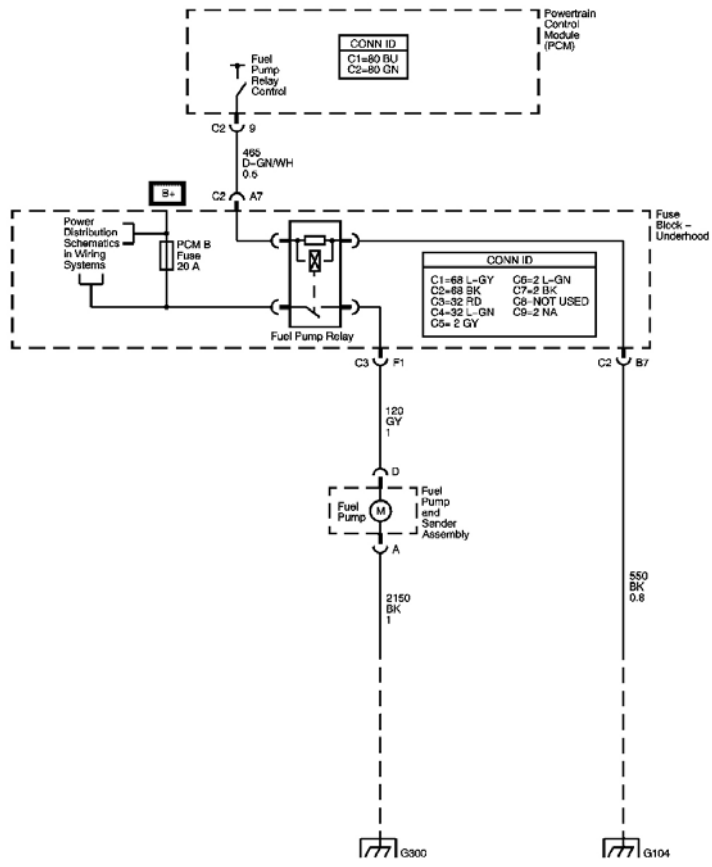 Powertrain
Control
Module
(PCM)
CONN ID
C1=80 BU
C2=80 GN
Fuel
Pump
Relay
Control
C2 9
465
D-GN/WH
0.5
B+
C2 A7
Fuse
Block –
Underhood
Power
Distribution
Schematics
in Wiring
Systems
PCM B
Fuse
20 A
CONN ID
C1=68 L-GY C6=2 L-GN
C2=68 BK C7=2 BK
C3=32 RD C8-NOT USED
C4=32 L-GN C9=2 NA
C5= 2 GY
Fuel Pump Relay
C3 F1
C2 B7
120
GY
1
D
Fuel
Pump
M
Fuel
Pump
and
Sender
Assembly
A
2150
BK
1
550
BK
0.8
G300
G104